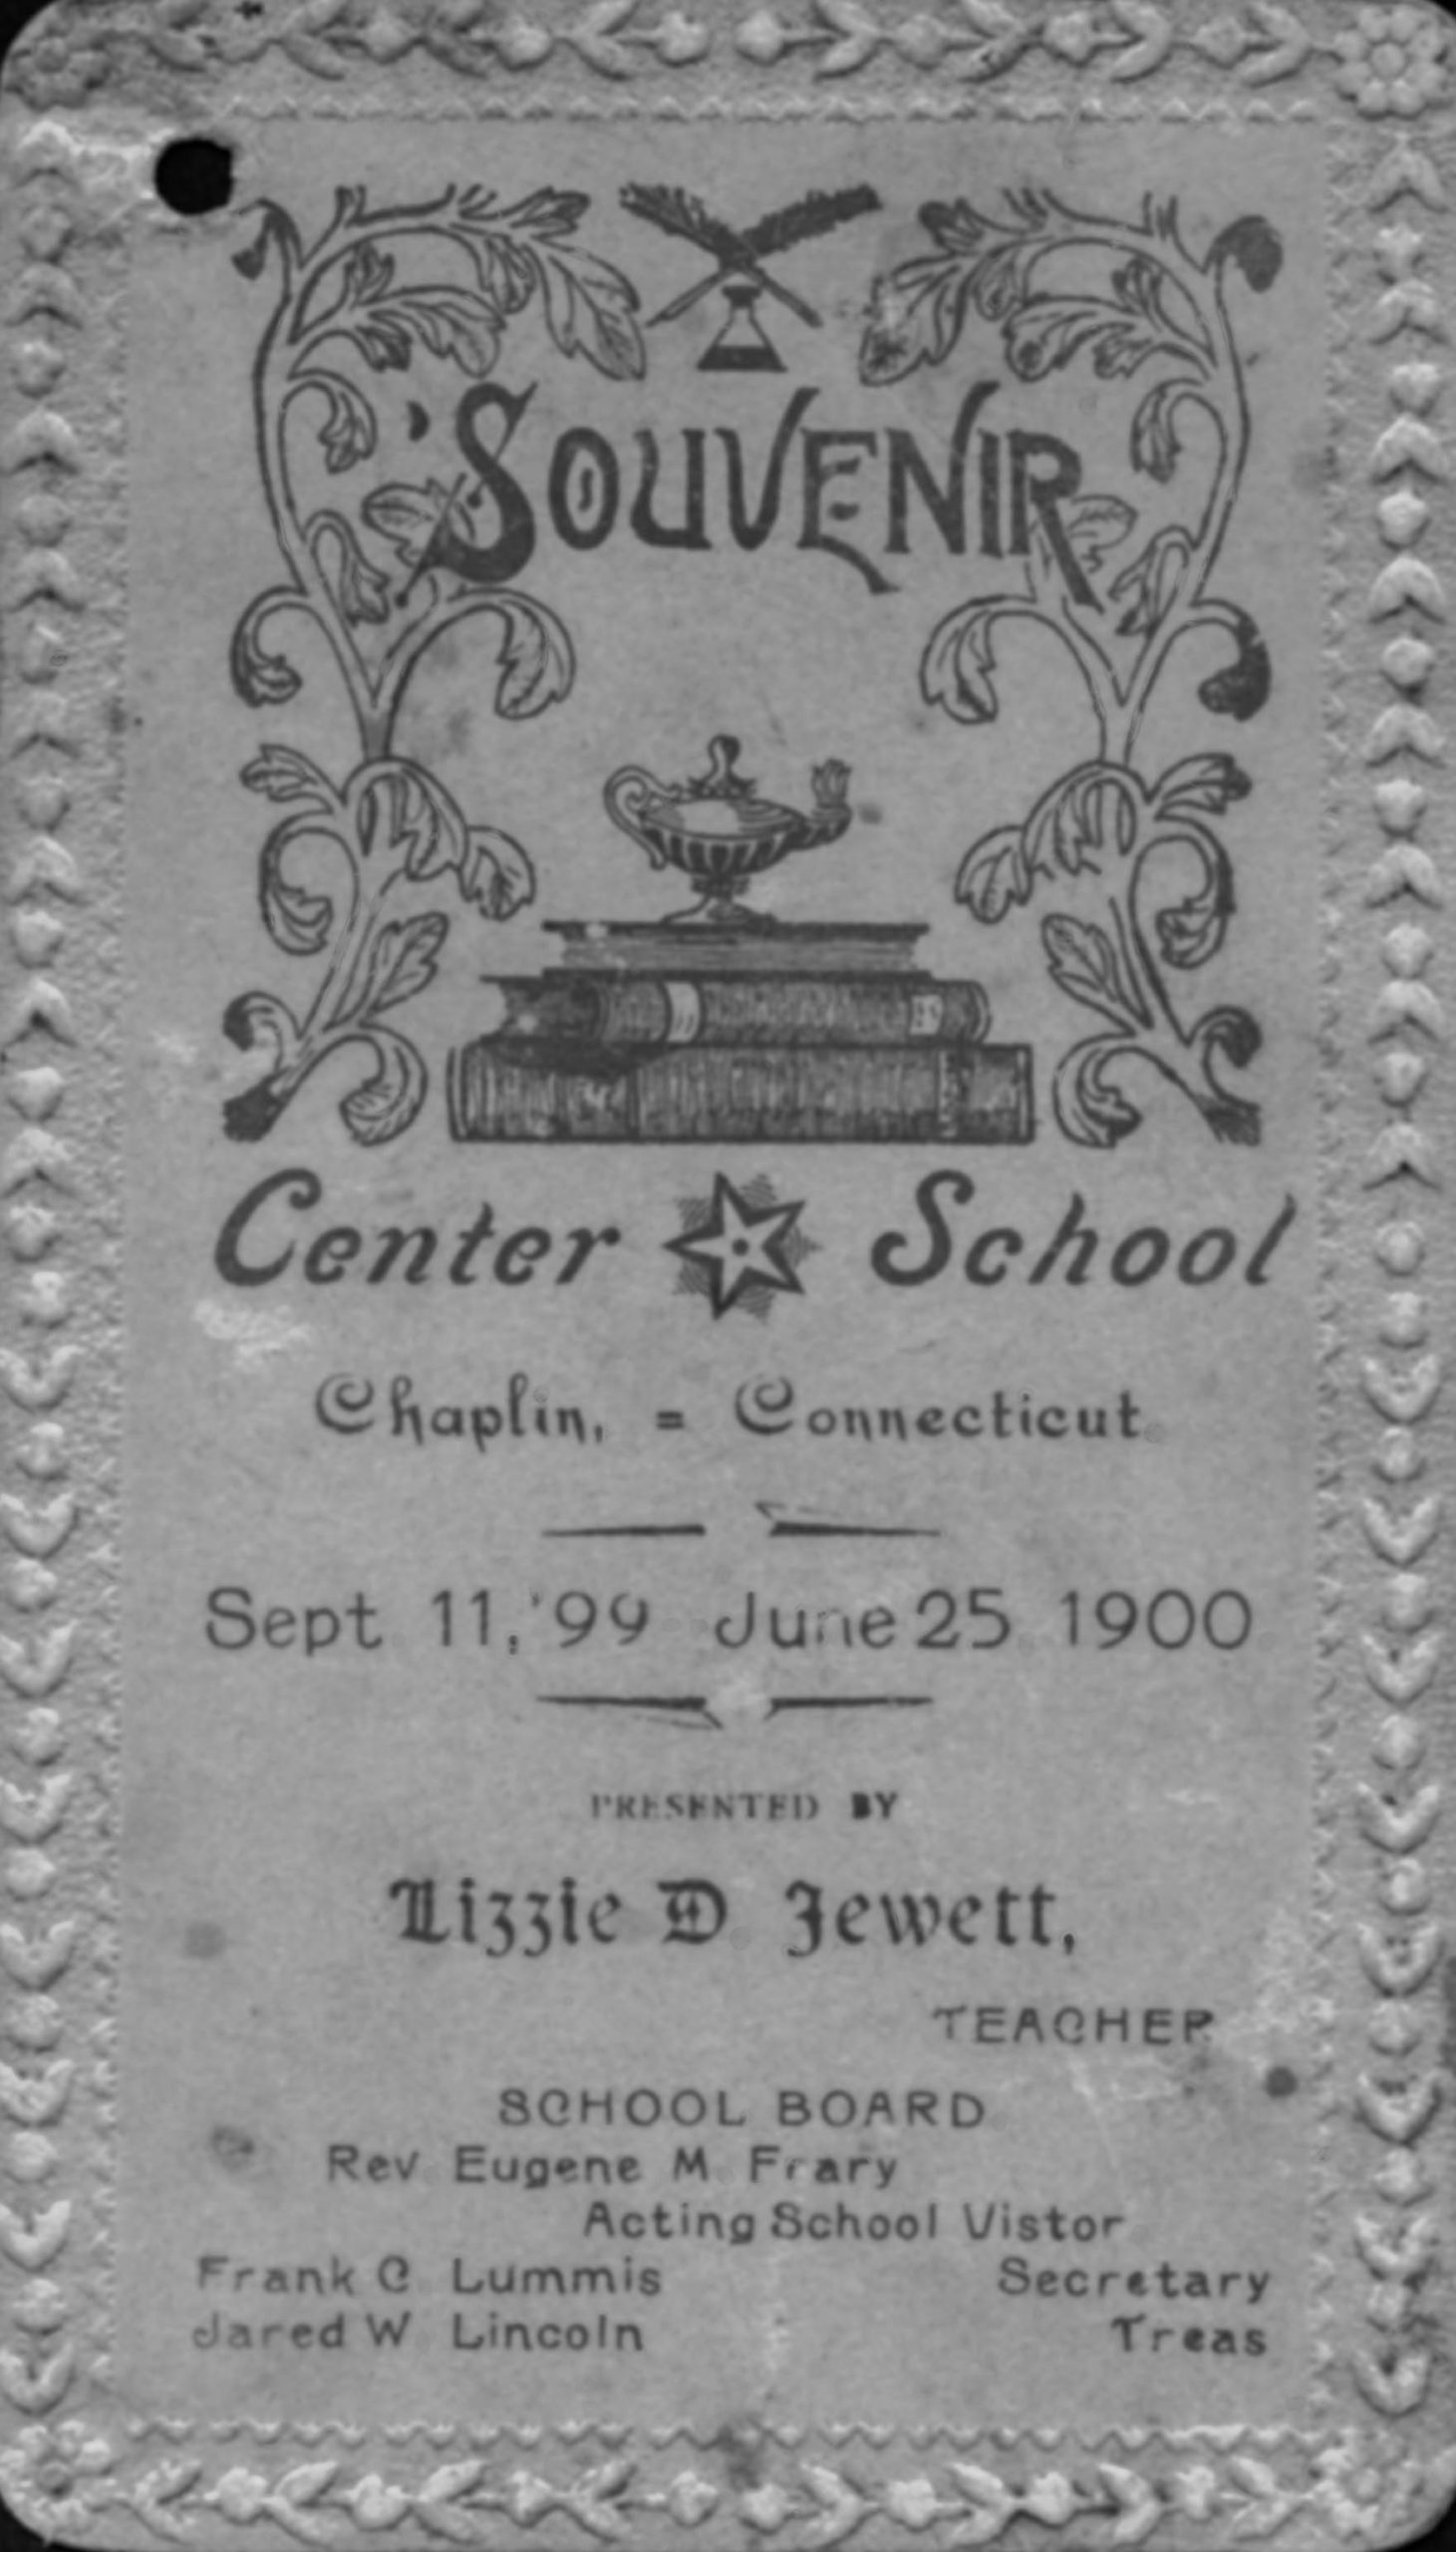 'SOUVENIR
Center School
Chaplin, = Connecticut
Sept 11, '99 June 25 1900
PRESENTED BY
Lizzie D Jewett,
TEACHER
SCHOOL BOARD
Rev Eugene M Frary
Acting School Vistor
Frank C Lummis Secretary
Jared W Lincoln Treas